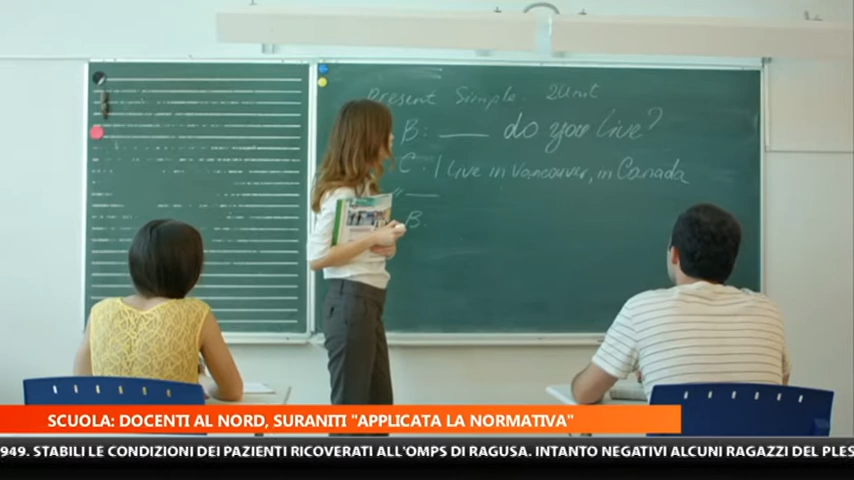 Present Simple. 2Unit
B: ____ do you live?
C: I live in Vancouver, in Canada
B.
SCUOLA: DOCENTI AL NORD, SURANITI "APPLICATA LA NORMATIVA"
949. STABILI LE CONDIZIONI DEI PAZIENTI RICOVERATI ALL'OMPS DI RAGUSA. INTANTO NEGATIVI ALCUNI RAGAZZI DEL PLES